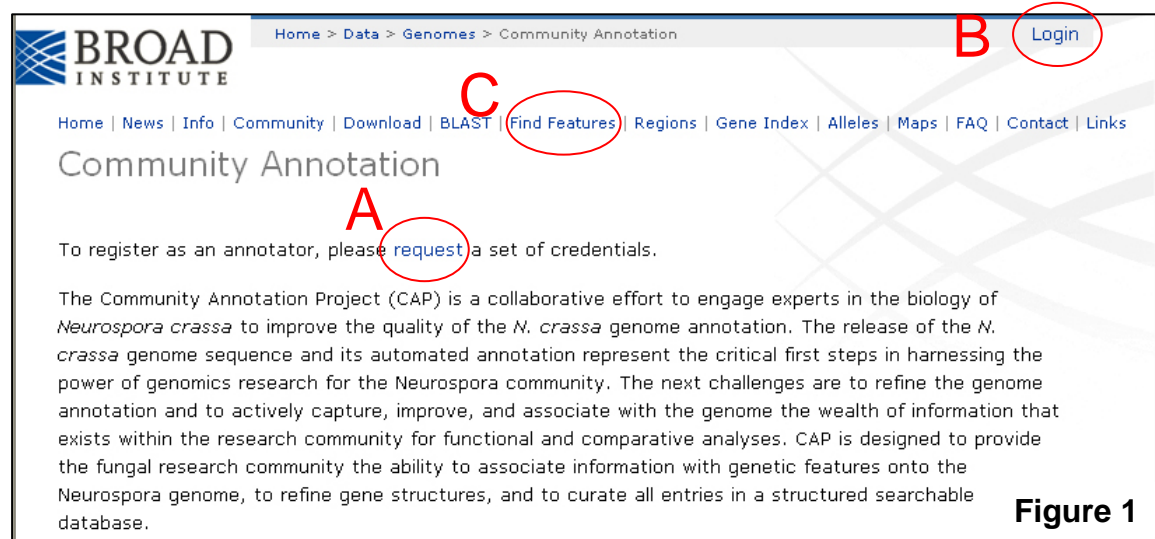 BROAD
INSTITUTE
Home > Data > Genomes > Community Annotation
B
Login
C
Home | News | Info | Community | Download | BLAST | Find Features | Regions | Gene Index | Alleles | Maps | FAQ | Contact | Links
Community Annotation
A
To register as an annotator, please request a set of credentials.
The Community Annotation Project (CAP) is a collaborative effort to engage experts in the biology of
Neurospora crassa to improve the quality of the N. crassa genome annotation. The release of the N.
crassa genome sequence and its automated annotation represent the critical first steps in harnessing the
power of genomics research for the Neurospora community. The next challenges are to refine the genome
annotation and to actively capture, improve, and associate with the genome the wealth of information that
exists within the research community for functional and comparative analyses. CAP is designed to provide
the fungal research community the ability to associate information with genetic features onto the
Neurospora genome, to refine gene structures, and to curate all entries in a structured searchable
database.
Figure 1